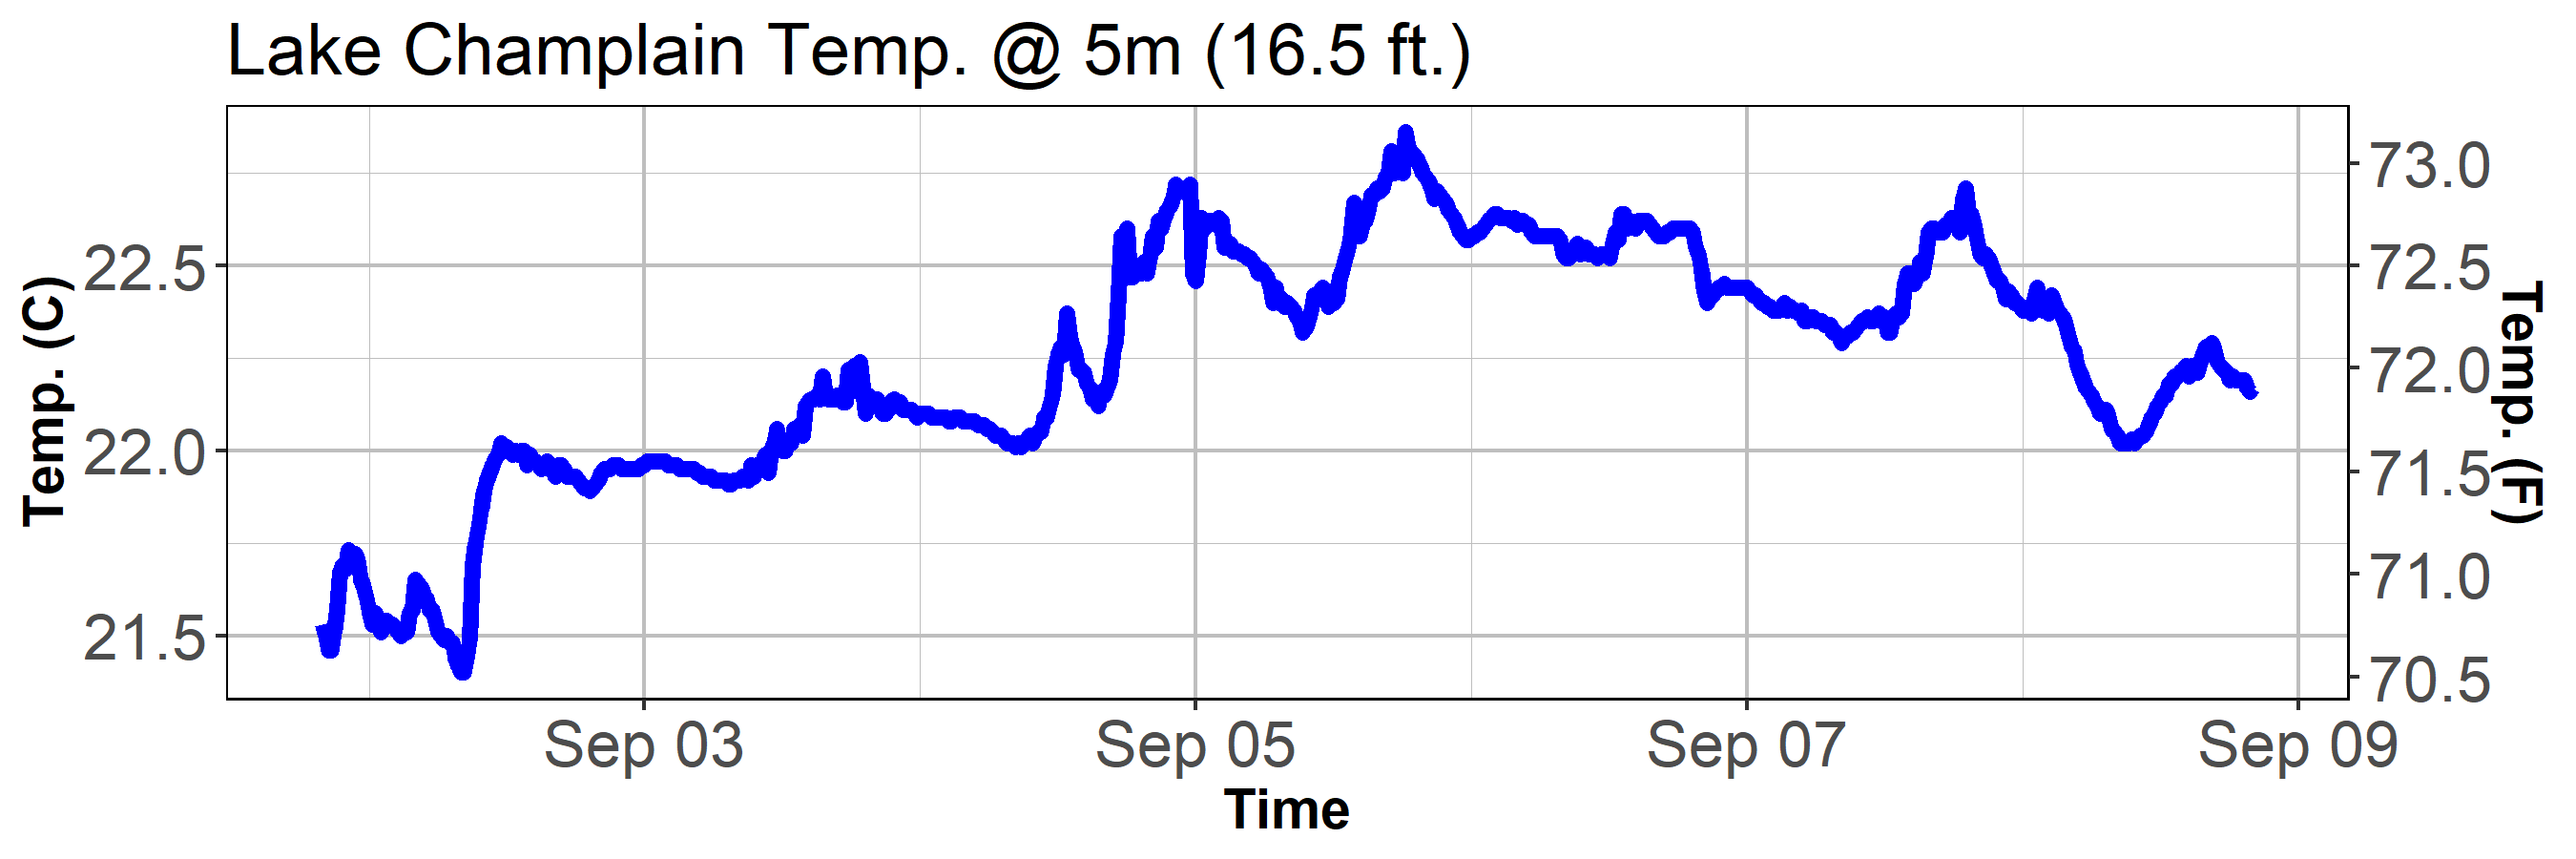 Lake Champlain Temp. @ 5m (16.5 ft.)
Temp. (C)
22.5
22.0
21.5
73.0
72.5
72.0
71.5
71.0
70.5
Temp. (F)
Sep 03 Sep 05 Sep 07 Sep 09
Time